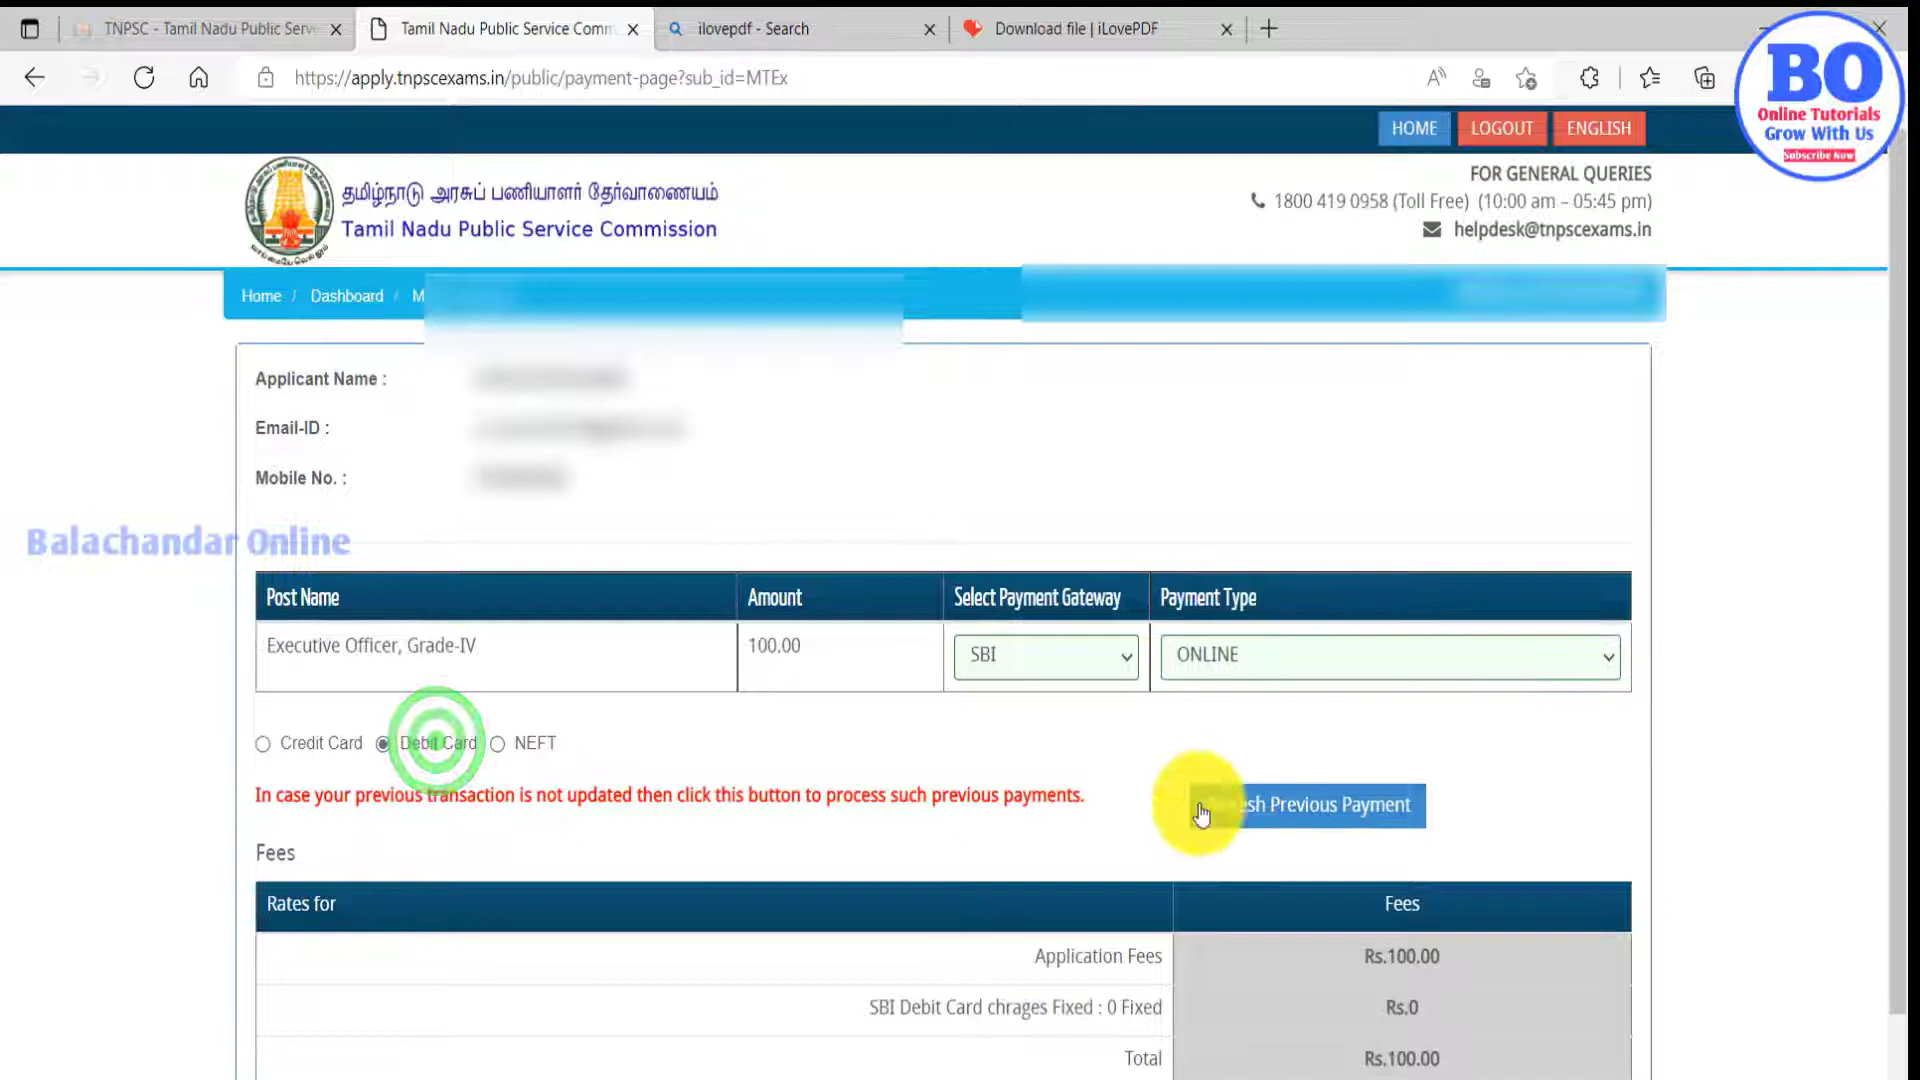 TNPSC - Tamil Nadu Public Serv
Tamil Nadu Public Service Comm
ilovepdf - Search
Download file | iLovePDF
https://apply.tnpscexams.in/public/payment-page?sub_id=MTEx
BO
Online Tutorials
Grow With Us
Subscribe Now
HOME
LOGOUT
ENGLISH
தமிழ்நாடு அரசுப் பணியாளர் தேர்வாணையம்
Tamil Nadu Public Service Commission
FOR GENERAL QUERIES
1800 419 0958 (Toll Free) (10:00 am – 05:45 pm)
helpdesk@tnpscexams.in
Home / Dashboard / M
Applicant Name :
Email-ID :
Mobile No. :
Balachandar Online
Post Name Amount Select Payment Gateway Payment Type
Executive Officer, Grade-IV 100.00 SBI ONLINE
Credit Card Debit Card NEFT
In case your previous transaction is not updated then click this button to process such previous payments.
esh Previous Payment
Fees
Rates for Fees
Application Fees Rs.100.00
SBI Debit Card chrages Fixed : 0 Fixed Rs.0
Total Rs.100.00